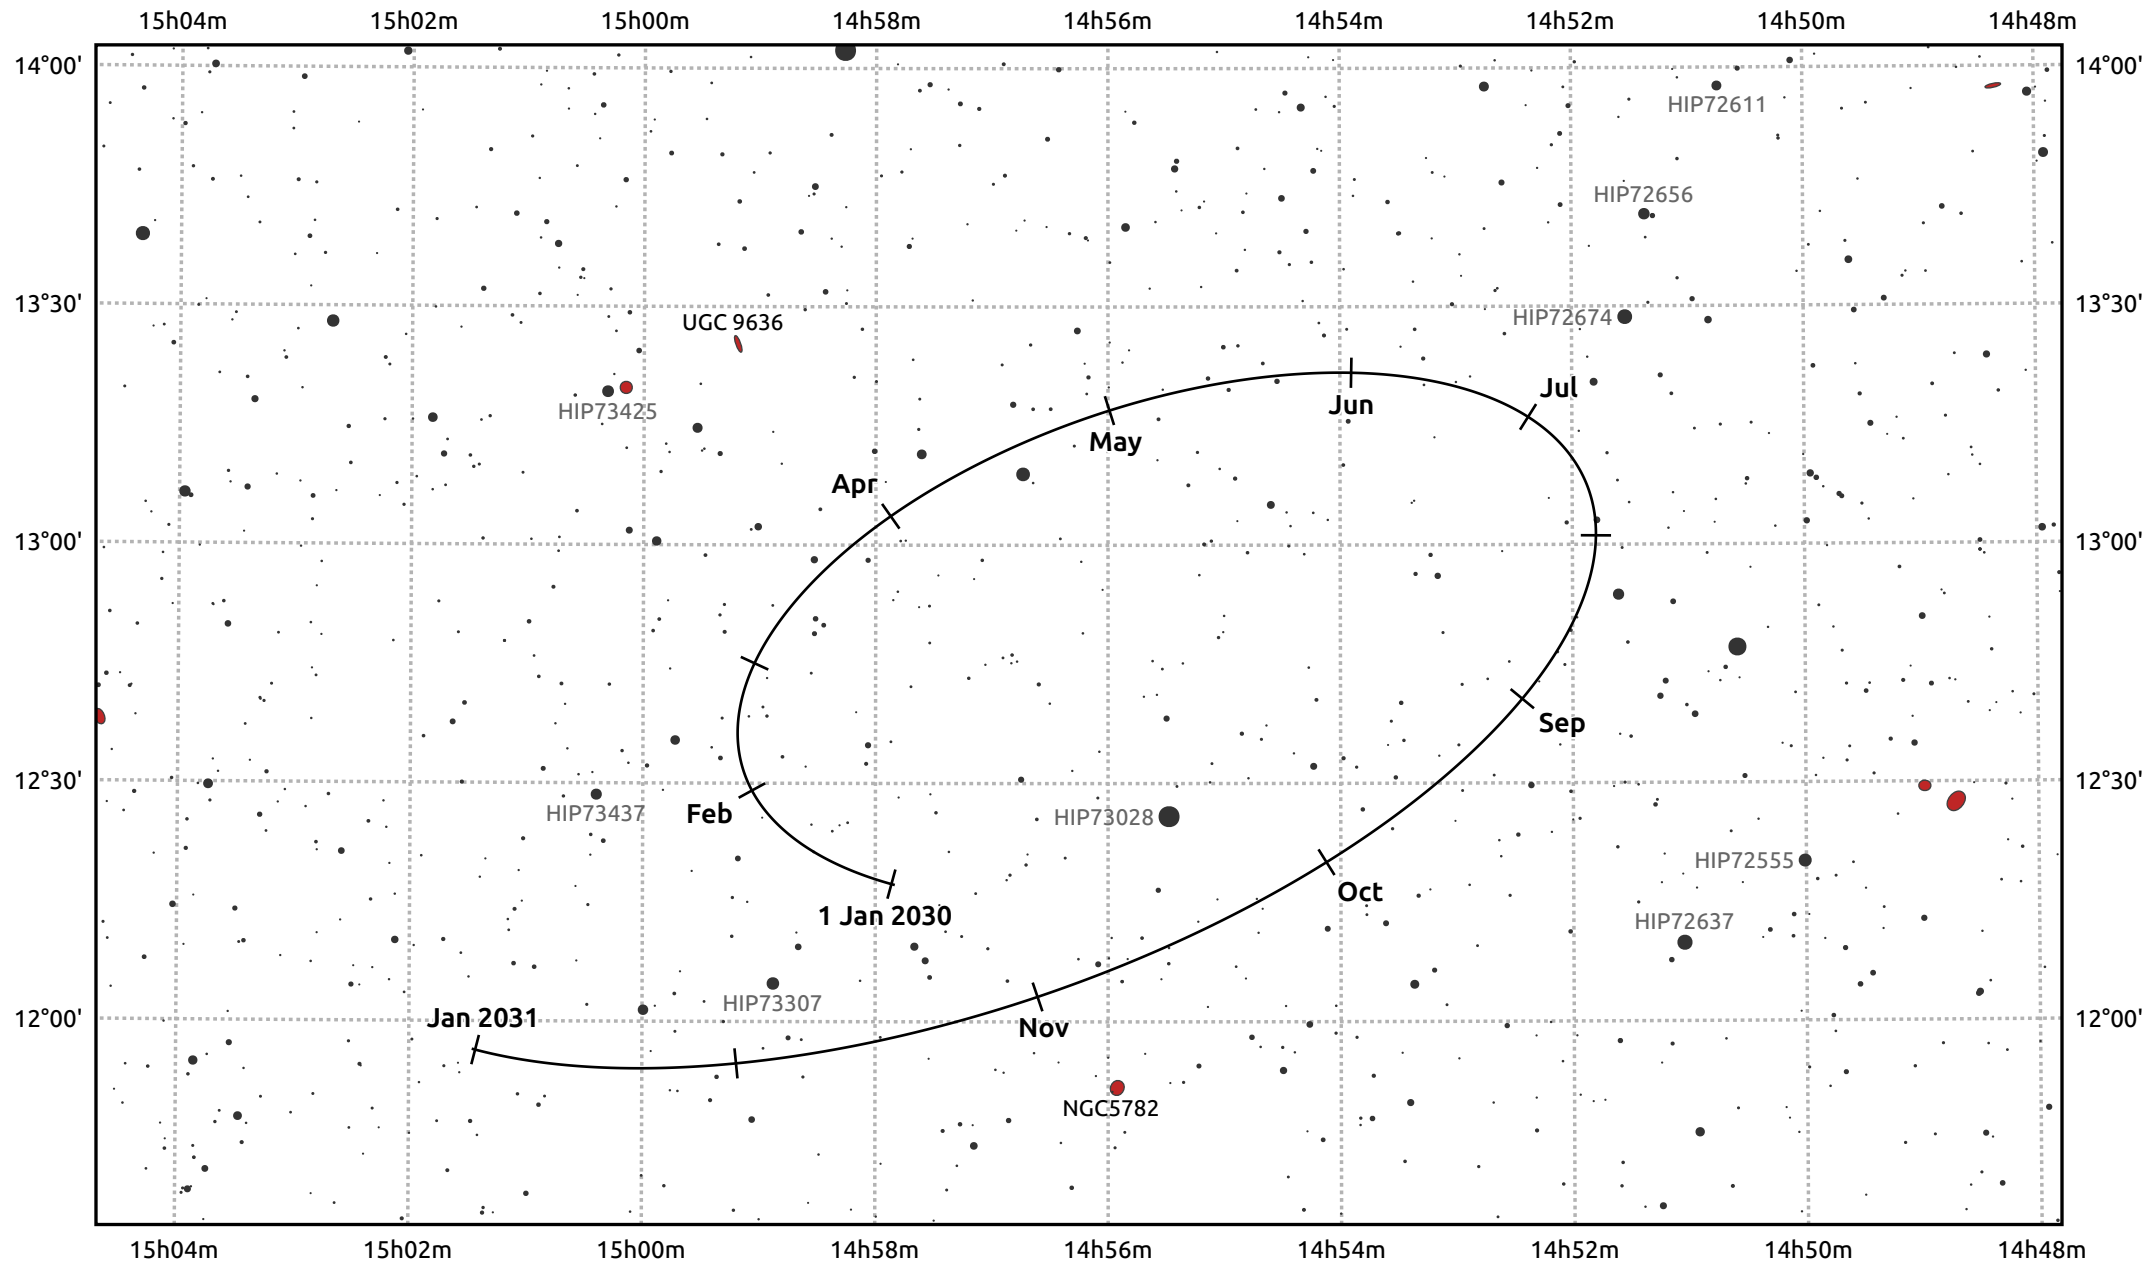 15h04m 15h02m 15h00m 14h58m 14h56m 14h54m 14h52m 14h50m 14h48m
14°00' 14°00'
HIP72611
HIP72656
13°30' 13°30'
HIP72674
UGC 9636
HIP73425
Jul
Jun
May
Apr
13°00' 13°00'
Sep
12°30' 12°30'
HIP73437
Feb
HIP73028
HIP72555
Oct
1 Jan 2030
HIP72637
HIP73307
Jan 2031
12°00' 12°00'
Nov
NGC5782
15h04m 15h02m 15h00m 14h58m 14h56m 14h54m 14h52m 14h50m 14h48m